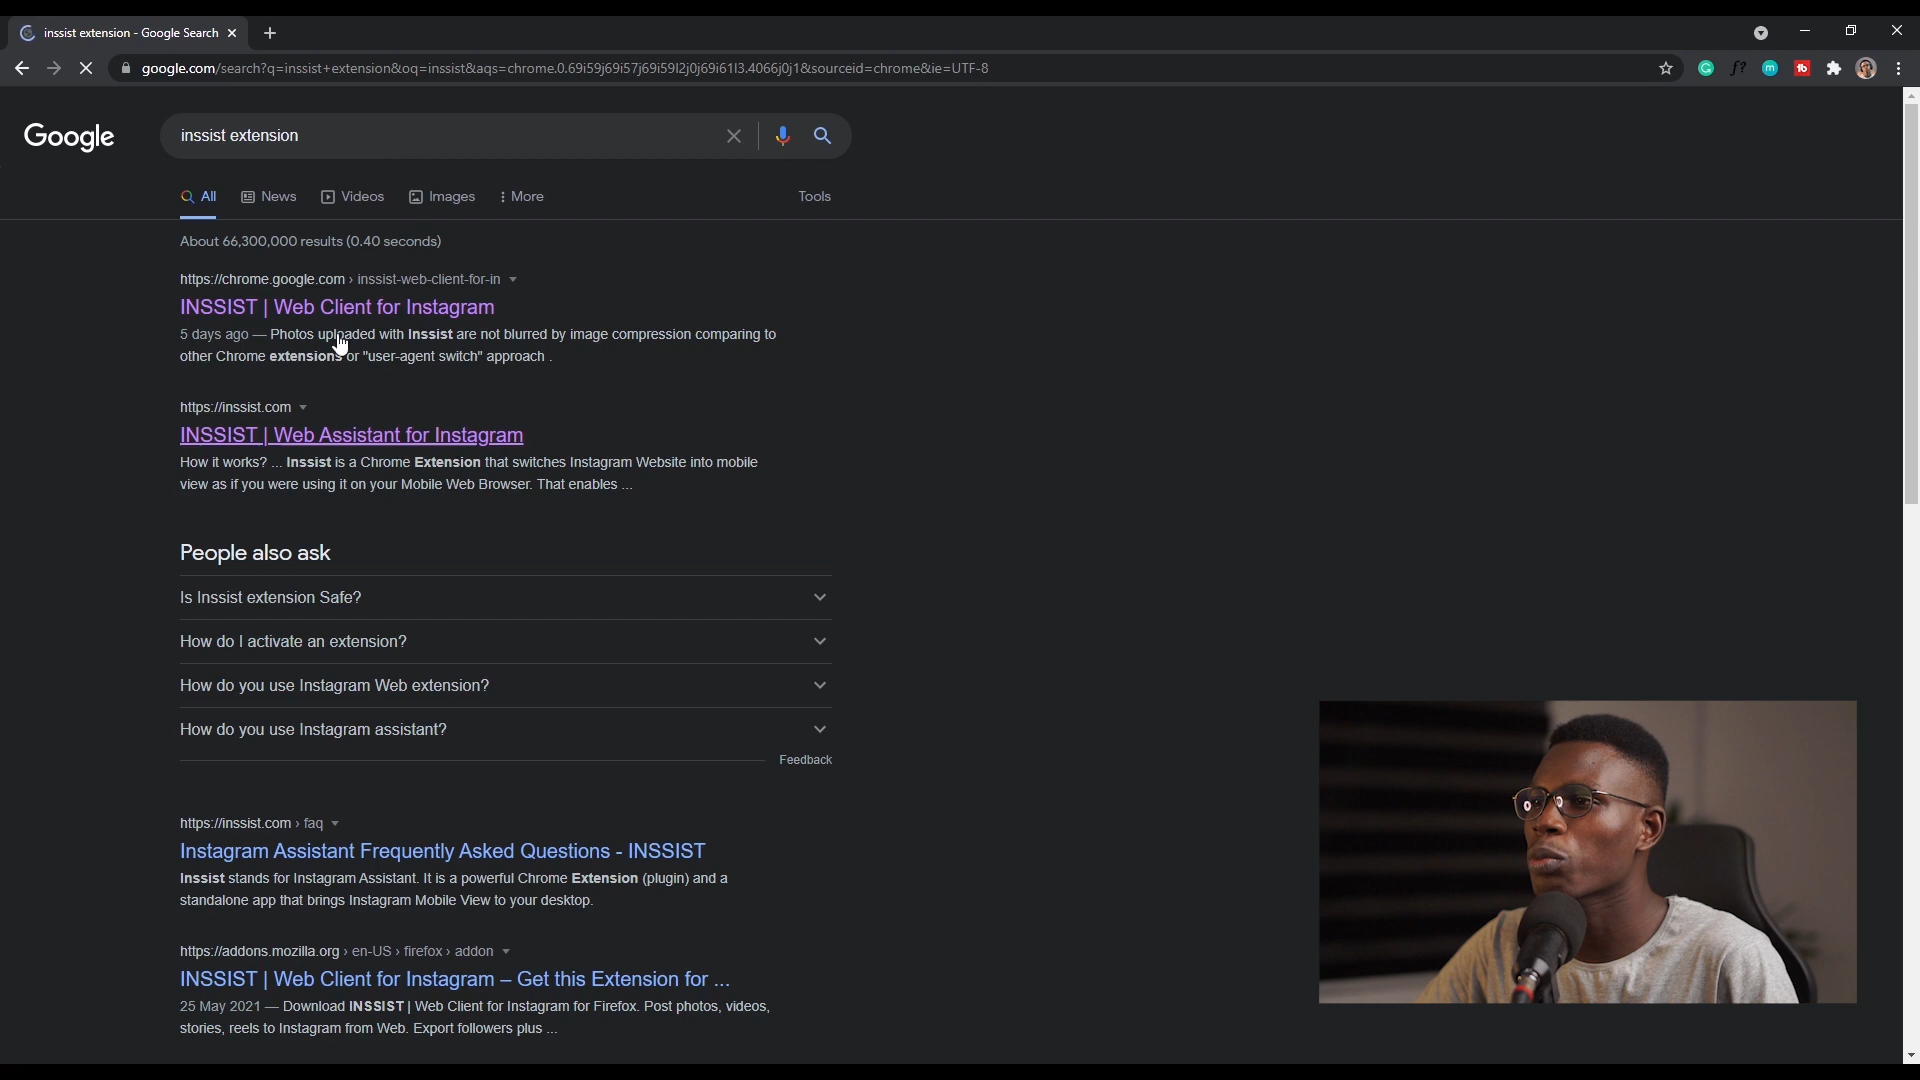 inssist extension - Google Search
google.com/search?q=inssist+extension&oq=inssist&aqs=chrome.0.69i59j69i57j69i59l2j0j69i61l3.4066j0j1&sourceid=chrome&ie=UTF-8
Google
inssist extension
All News Videos Images More Tools
About 66,300,000 results (0.40 seconds)
https://chrome.google.com › inssist-web-client-for-in
INSSIST | Web Client for Instagram
5 days ago — Photos uploaded with Inssist are not blurred by image compression comparing to
other Chrome extensions or "user-agent switch" approach .
https://inssist.com
INSSIST | Web Assistant for Instagram
How it works? ... Inssist is a Chrome Extension that switches Instagram Website into mobile
view as if you were using it on your Mobile Web Browser. That enables ...
People also ask
Is Inssist extension Safe?
How do I activate an extension?
How do you use Instagram Web extension?
How do you use Instagram assistant?
Feedback
https://inssist.com › faq
Instagram Assistant Frequently Asked Questions - INSSIST
Inssist stands for Instagram Assistant. It is a powerful Chrome Extension (plugin) and a
standalone app that brings Instagram Mobile View to your desktop.
https://addons.mozilla.org › en-US › firefox › addon
INSSIST | Web Client for Instagram – Get this Extension for ...
25 May 2021 — Download INSSIST | Web Client for Instagram for Firefox. Post photos, videos,
stories, reels to Instagram from Web. Export followers plus ...